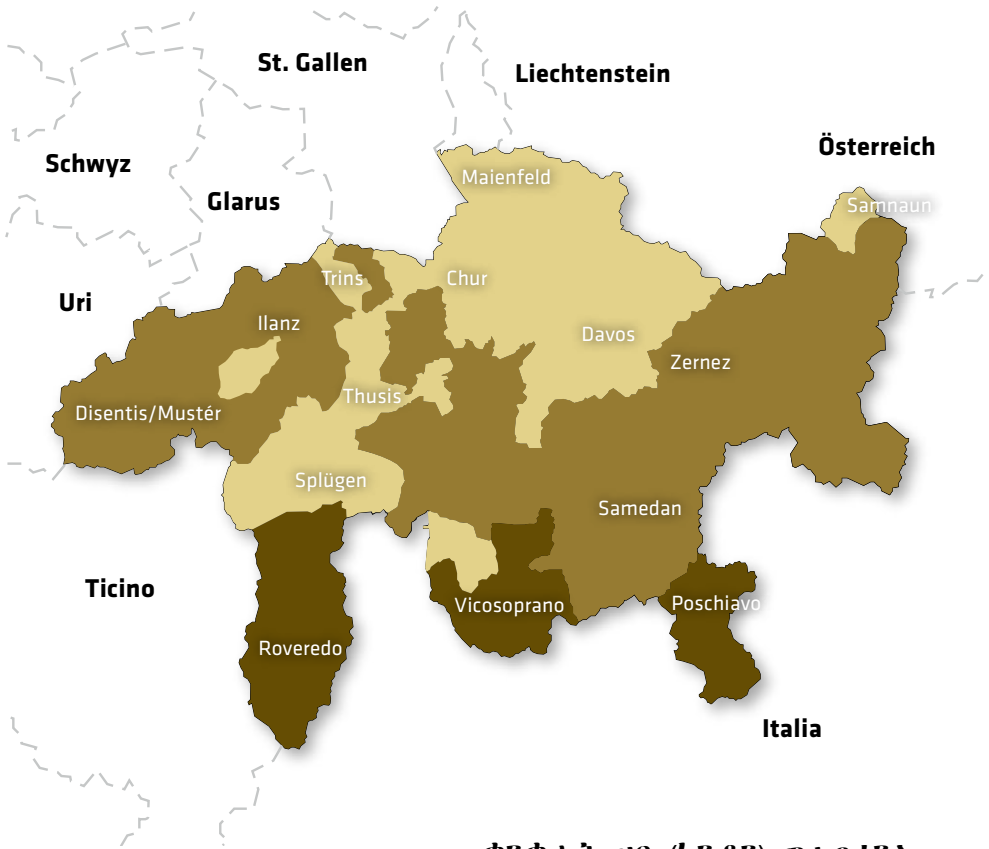 St. Gallen
Liechtenstein
Österreich
Schwyz
Maienfeld
Glarus
Samnaun
Trins
Chur
Uri
Ilanz
Davos
Zernez
Thusis
Disentis/Mustér
Splügen
Samedan
Ticino
Vicosoprano
Poschiavo
Roveredo
Italia